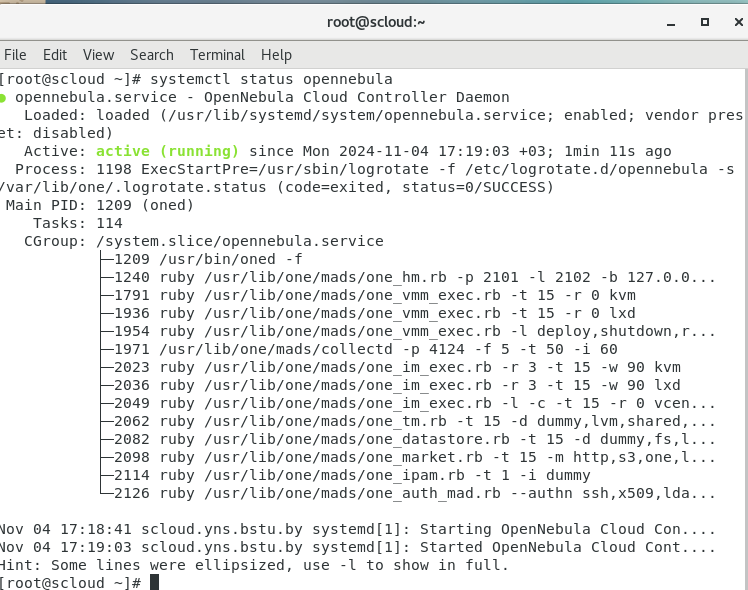 root@scloud:~
File Edit View Search Terminal Help
[root@scloud ~]# systemctl status opennebula
● opennebula.service - OpenNebula Cloud Controller Daemon
   Loaded: loaded (/usr/lib/systemd/system/opennebula.service; enabled; vendor pres
et: disabled)
   Active: active (running) since Mon 2024-11-04 17:19:03 +03; 1min 11s ago
  Process: 1198 ExecStartPre=/usr/sbin/logrotate -f /etc/logrotate.d/opennebula -s
/var/lib/one/.logrotate.status (code=exited, status=0/SUCCESS)
 Main PID: 1209 (oned)
    Tasks: 114
   CGroup: /system.slice/opennebula.service
           ├─1209 /usr/bin/oned -f
           ├─1240 ruby /usr/lib/one/mads/one_hm.rb -p 2101 -l 2102 -b 127.0.0...
           ├─1791 ruby /usr/lib/one/mads/one_vmm_exec.rb -t 15 -r 0 kvm
           ├─1936 ruby /usr/lib/one/mads/one_vmm_exec.rb -t 15 -r 0 lxd
           ├─1954 ruby /usr/lib/one/mads/one_vmm_exec.rb -l deploy,shutdown,r...
           ├─1971 /usr/lib/one/mads/collectd -p 4124 -f 5 -t 50 -i 60
           ├─2023 ruby /usr/lib/one/mads/one_im_exec.rb -r 3 -t 15 -w 90 kvm
           ├─2036 ruby /usr/lib/one/mads/one_im_exec.rb -r 3 -t 15 -w 90 lxd
           ├─2049 ruby /usr/lib/one/mads/one_im_exec.rb -l -c -t 15 -r 0 vcen...
           ├─2062 ruby /usr/lib/one/mads/one_tm.rb -t 15 -d dummy,lvm,shared,...
           ├─2082 ruby /usr/lib/one/mads/one_datastore.rb -t 15 -d dummy,fs,l...
           ├─2098 ruby /usr/lib/one/mads/one_market.rb -t 15 -m http,s3,one,l...
           ├─2114 ruby /usr/lib/one/mads/one_ipam.rb -t 1 -i dummy
           └─2126 ruby /usr/lib/one/mads/one_auth_mad.rb --authn ssh,x509,lda...

Nov 04 17:18:41 scloud.yns.bstu.by systemd[1]: Starting OpenNebula Cloud Con....
Nov 04 17:19:03 scloud.yns.bstu.by systemd[1]: Started OpenNebula Cloud Cont....
Hint: Some lines were ellipsized, use -l to show in full.
[root@scloud ~]#